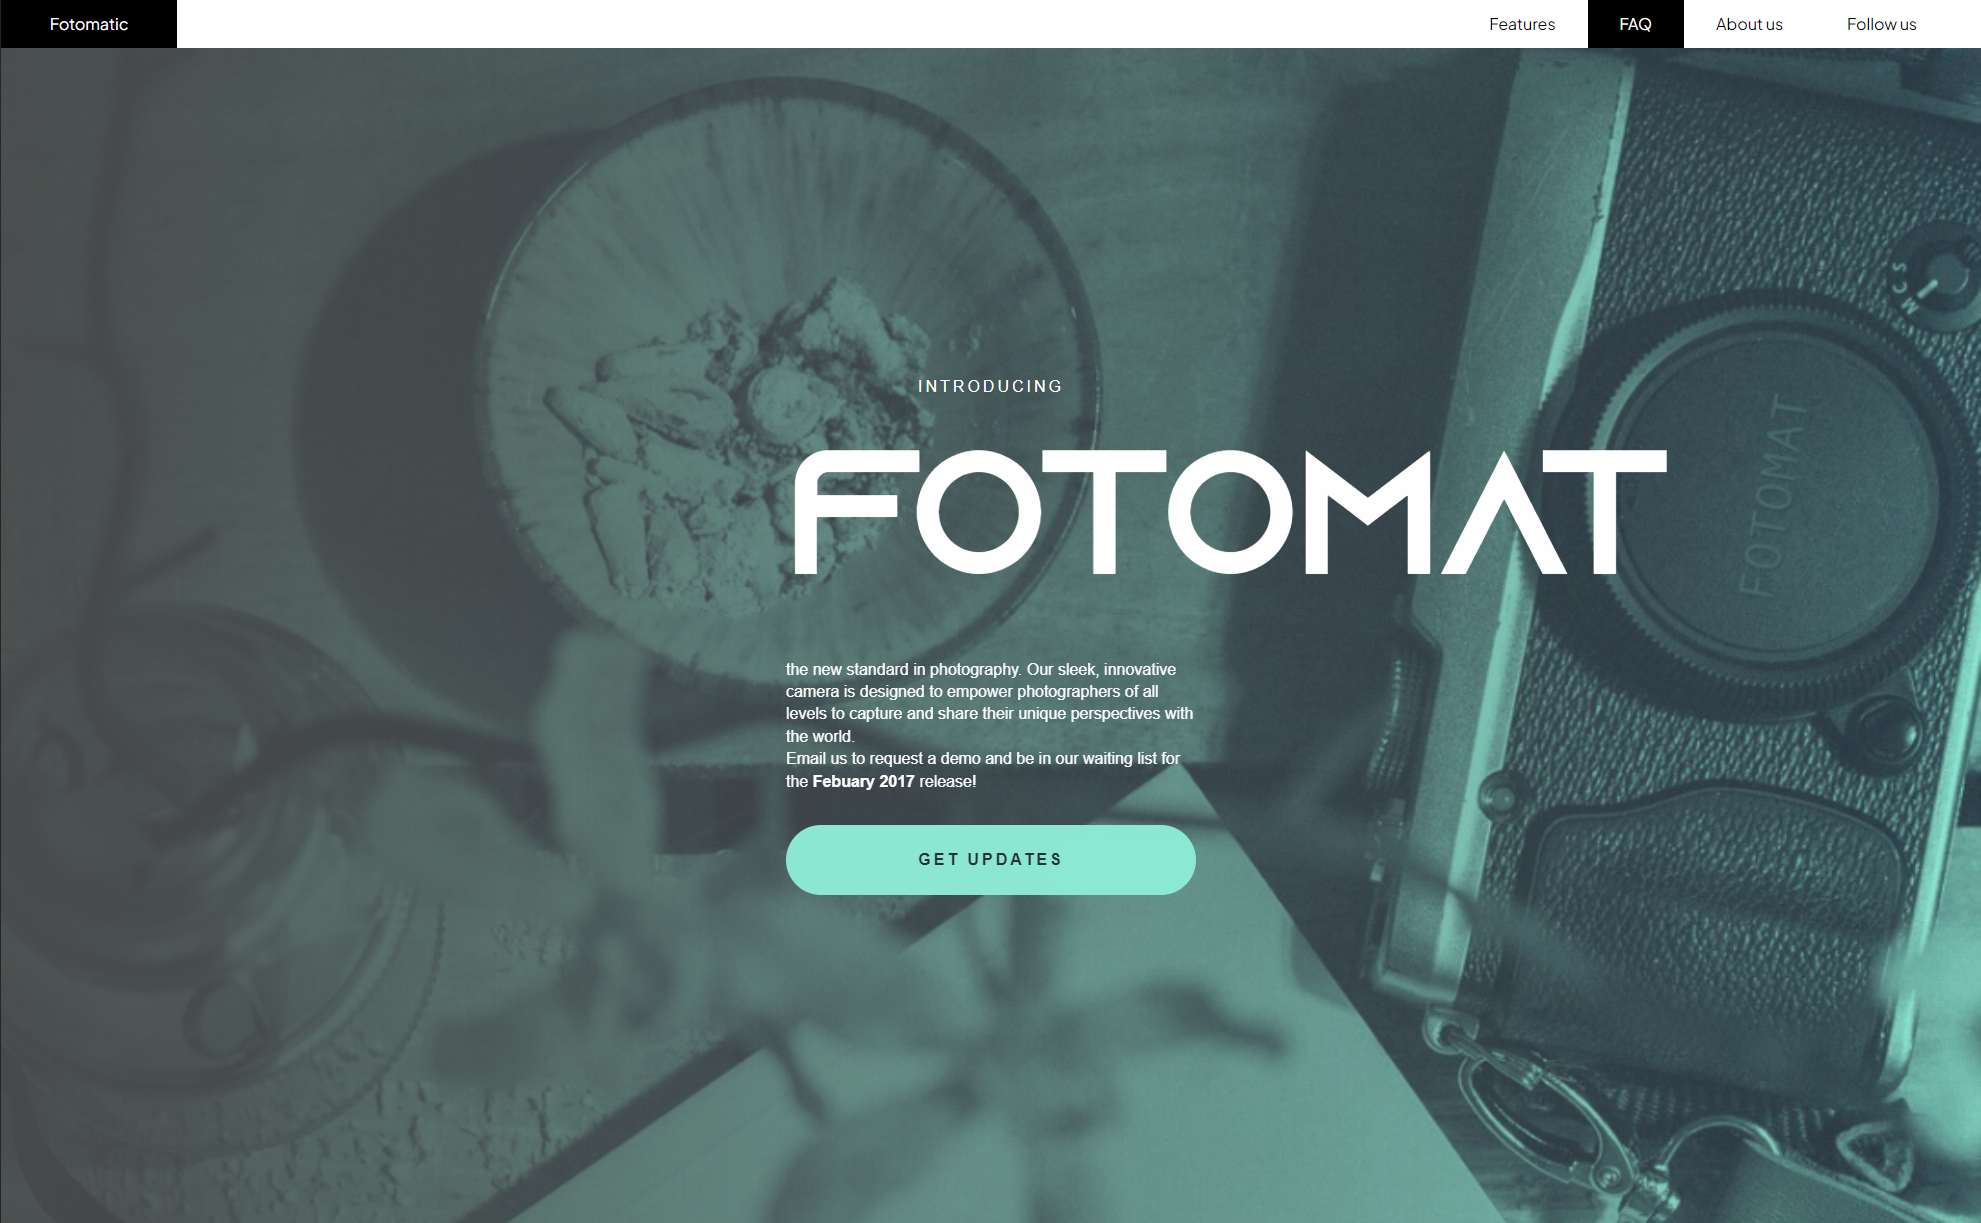 Fotomatic
Features
FAQ
About us
Follow us
INTRODUCING
FOTOMAT
the new standard in photography. Our sleek, innovative
camera is designed to empower photographers of all
levels to capture and share their unique perspectives with
the world.
Email us to request a demo and be in our waiting list for
the Febuary 2017 release!
GET UPDATES
FOTOMAT
M C S